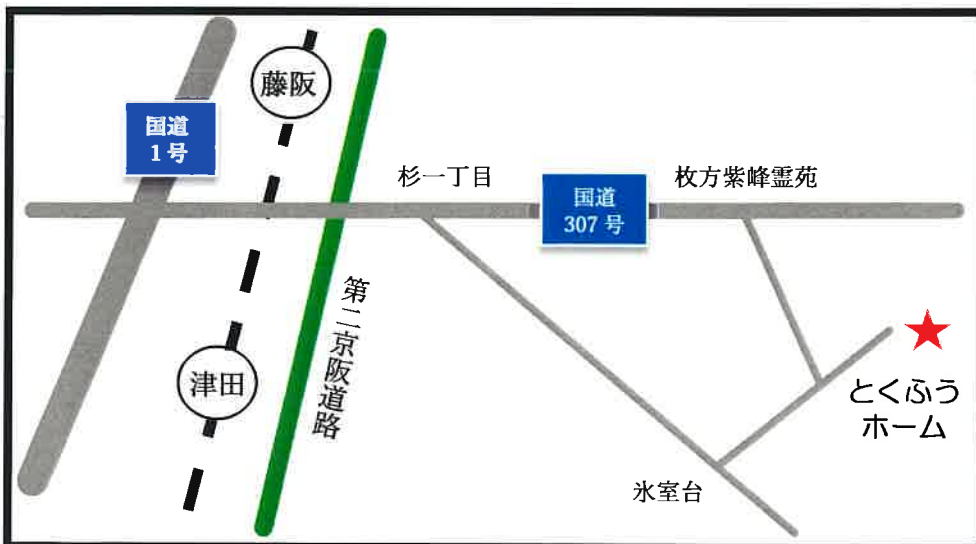 藤阪
国道
1号
杉一丁目
国道
307号
枚方紫峰霊苑
第二京阪道路
津田
とくふう
ホーム
氷室台